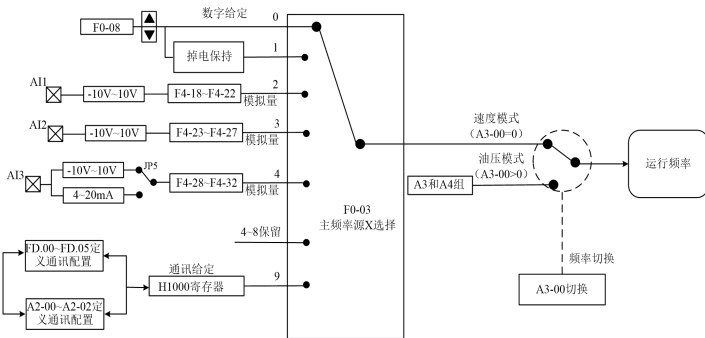 数字给定
0
F0-08
掉电保持
1
AI1
-10V~10V
F4-18~F4-22
2
模拟量
AI2
-10V~10V
F4-23~F4-27
3
模拟量
AI3
-10V~10V
4~20mA
JP5
F4-28~F4-32
4
模拟量
4~8保留
FD.00~FD.05定
义通讯配置
A2-00~A2-02定
义通讯配置
通讯给定
H1000寄存器
9
F0-03
主频率源X选择
速度模式
（A3-00=0）
油压模式
（A3-00>0）
A3和A4组
运行频率
频率切换
A3-00切换